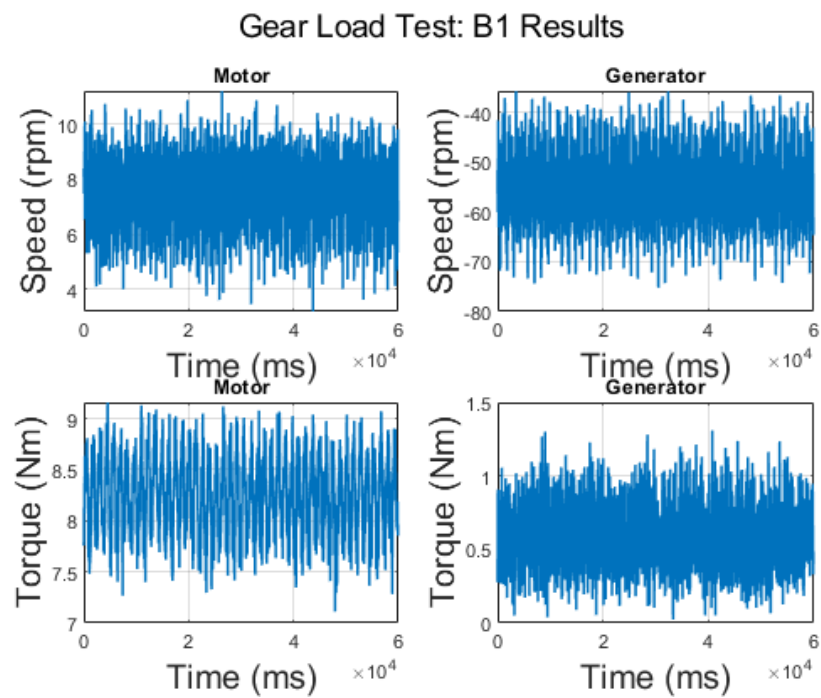 Gear Load Test: B1 Results
Motor
Speed (rpm)
10
8
6
4
0 2 4 6
×10^4
Time (ms)
Generator
Speed (rpm)
-40
-50
-60
-70
-80
0 2 4 6
×10^4
Time (ms)
Motor
Torque (Nm)
9
8.5
8
7.5
7
0 2 4 6
×10^4
Time (ms)
Generator
Torque (Nm)
1.5
1
0.5
0
0 2 4 6
×10^4
Time (ms)